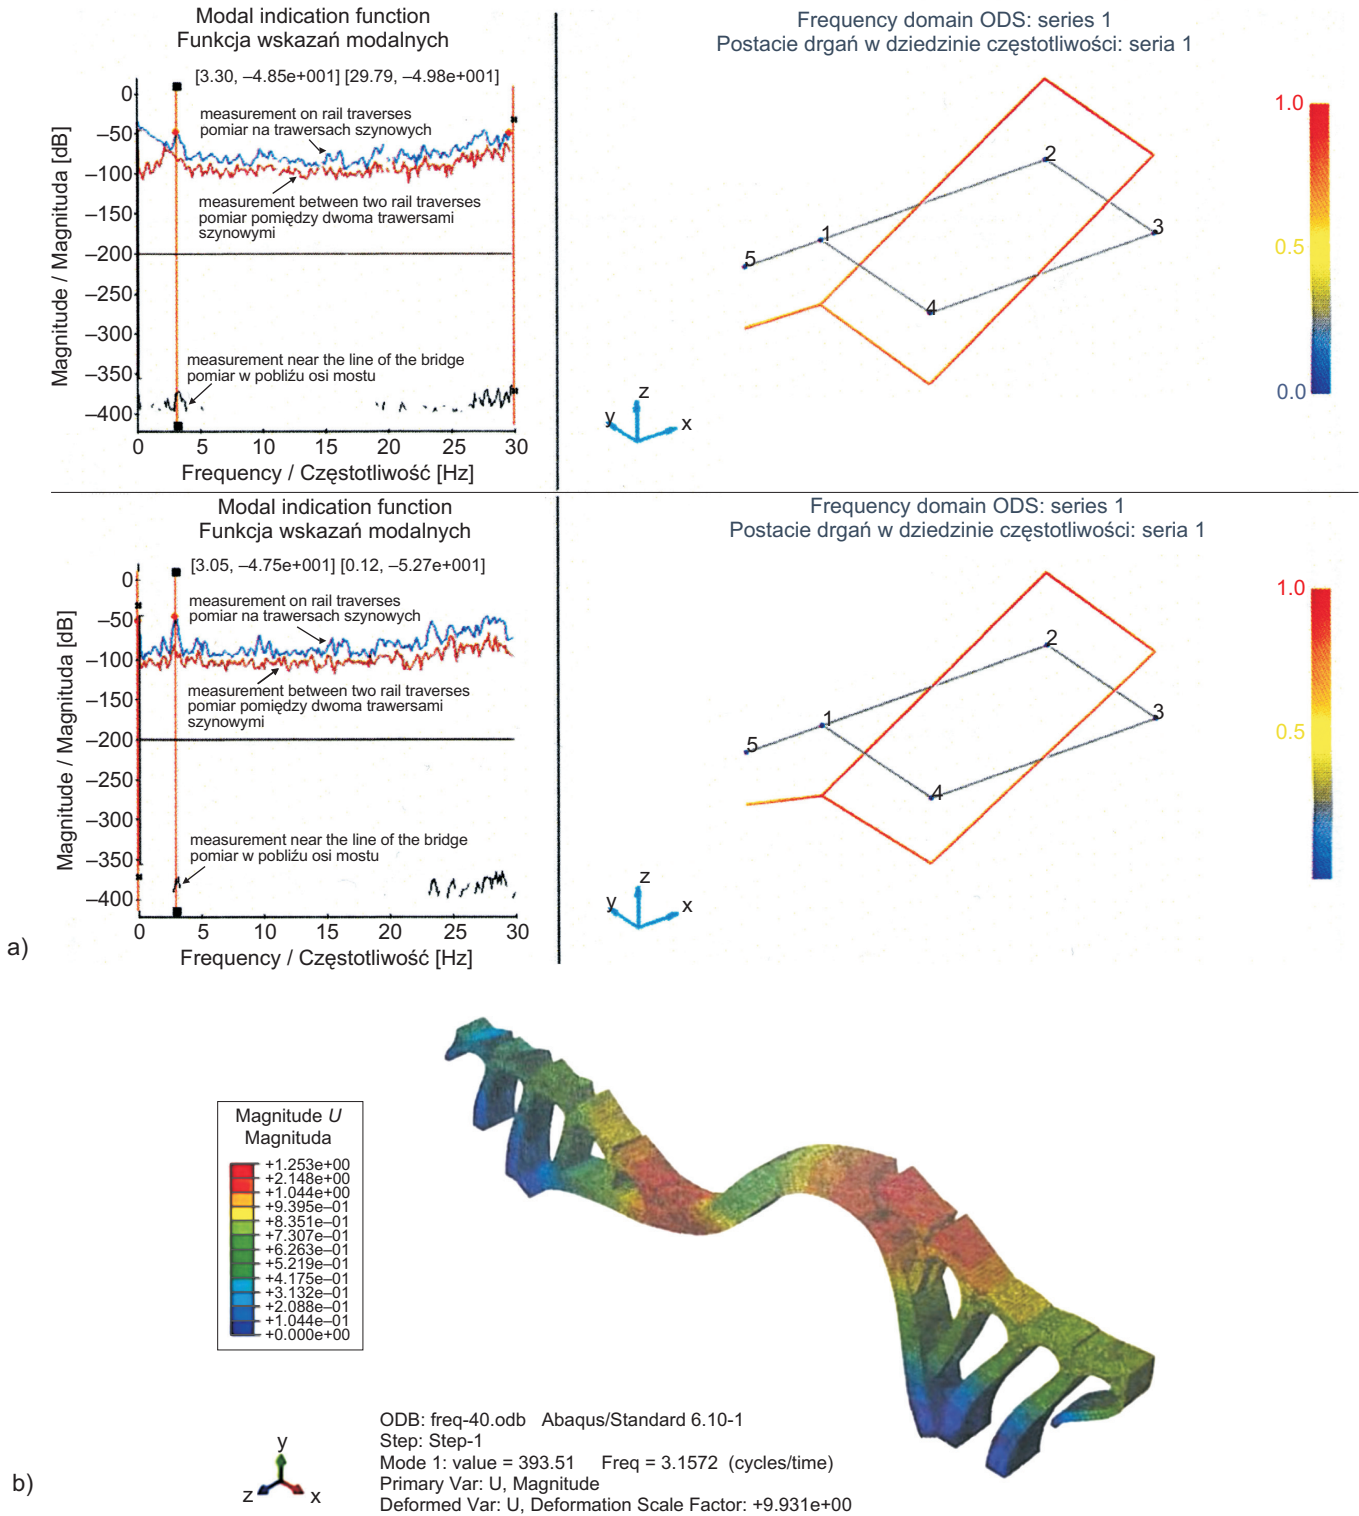 Modal indication function
Funkcja wskazań modalnych
[3.30, –4.85e+001] [29.79, –4.98e+001]
measurement on rail traverses
pomiar na trawersach szynowych
measurement between two rail traverses
pomiar pomiędzy dwoma trawersami
szynowymi
measurement near the line of the bridge
pomiar w pobliżu osi mostu
Magnitude / Magnituda [dB]
0
–50
–100
–150
–200
–250
–300
–350
–400
0 5 10 15 20 25 30
Frequency / Częstotliwość [Hz]
Frequency domain ODS: series 1
Postacie drgań w dziedzinie częstotliwości: seria 1
1.0
0.5
0.0
2
3
1
5
4
z
y
x
Modal indication function
Funkcja wskazań modalnych
[3.05, –4.75e+001] [0.12, –5.27e+001]
measurement on rail traverses
pomiar na trawersach szynowych
measurement between two rail traverses
pomiar pomiędzy dwoma trawersami
szynowymi
measurement near the line of the bridge
pomiar w pobliżu osi mostu
Magnitude / Magnituda [dB]
0
–50
–100
–150
–200
–250
–300
–350
–400
0 5 10 15 20 25 30
Frequency / Częstotliwość [Hz]
Frequency domain ODS: series 1
Postacie drgań w dziedzinie częstotliwości: seria 1
1.0
0.5
2
3
1
5
4
z
y
x
a)
Magnitude U
Magnituda
+1.253e+00
+2.148e+00
+1.044e+00
+9.395e–01
+8.351e–01
+7.307e–01
+6.263e–01
+5.219e–01
+4.175e–01
+3.132e–01
+2.088e–01
+1.044e–01
+0.000e+00
ODB: freq-40.odb Abaqus/Standard 6.10-1
Step: Step-1
Mode 1: value = 393.51 Freq = 3.1572 (cycles/time)
Primary Var: U, Magnitude
Deformed Var: U, Deformation Scale Factor: +9.931e+00
y
z
x
b)